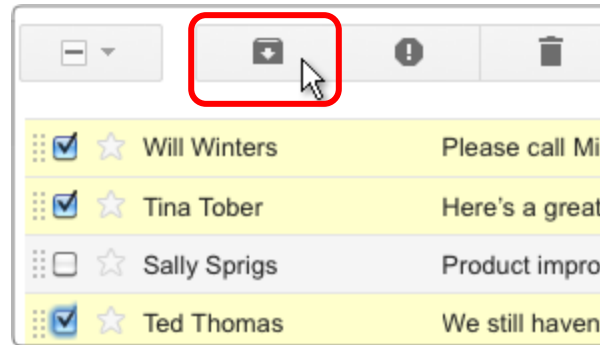 Will Winters Please call Mi
Tina Tober Here's a great
Sally Sprigs Product impro
Ted Thomas We still haven